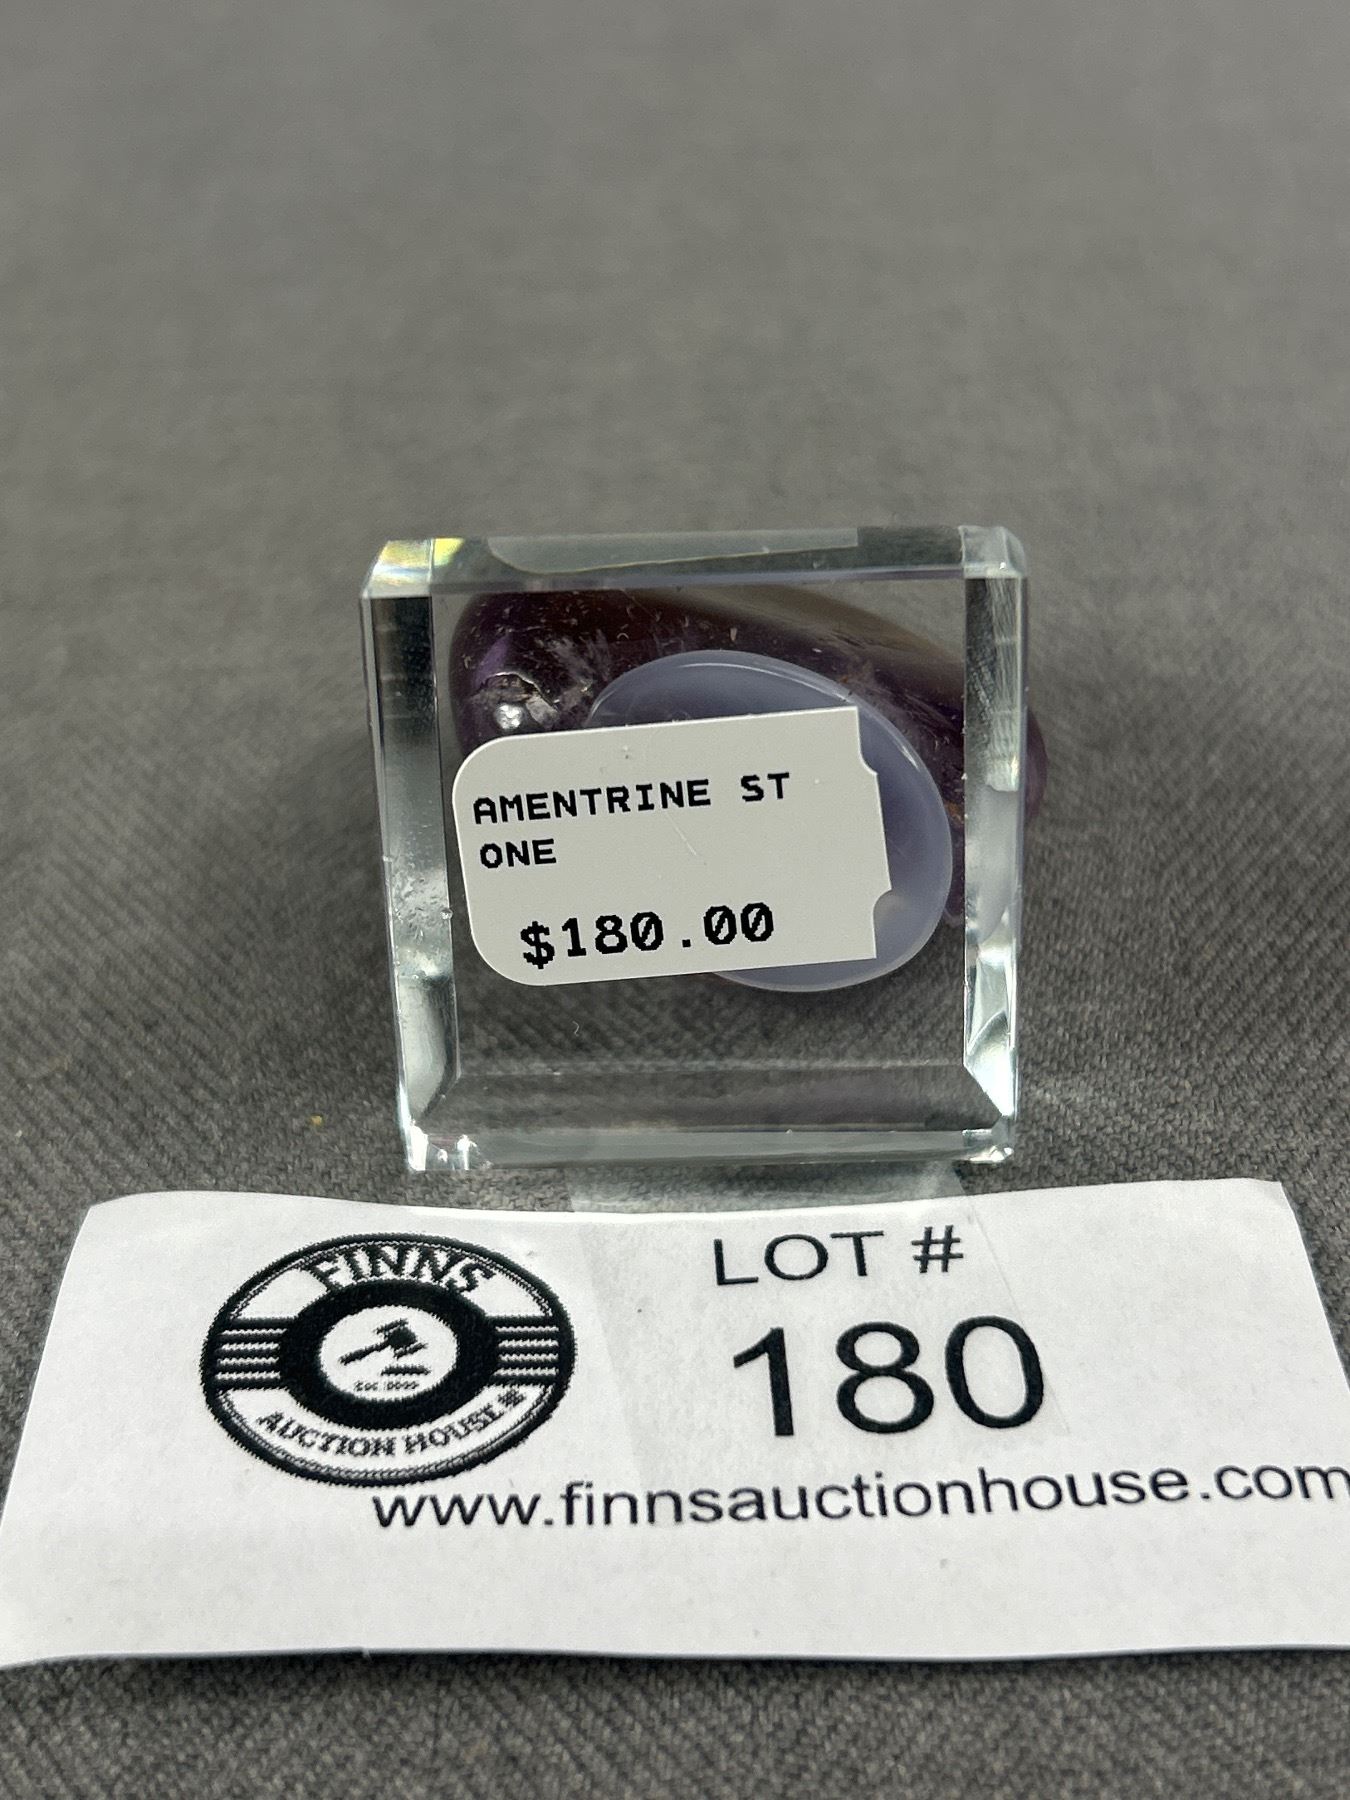 AMENTRINE ST
ONE
$180.00
FINNS
AUCTION HOUSE
LOT #
180
www.finnsauctionhouse.com